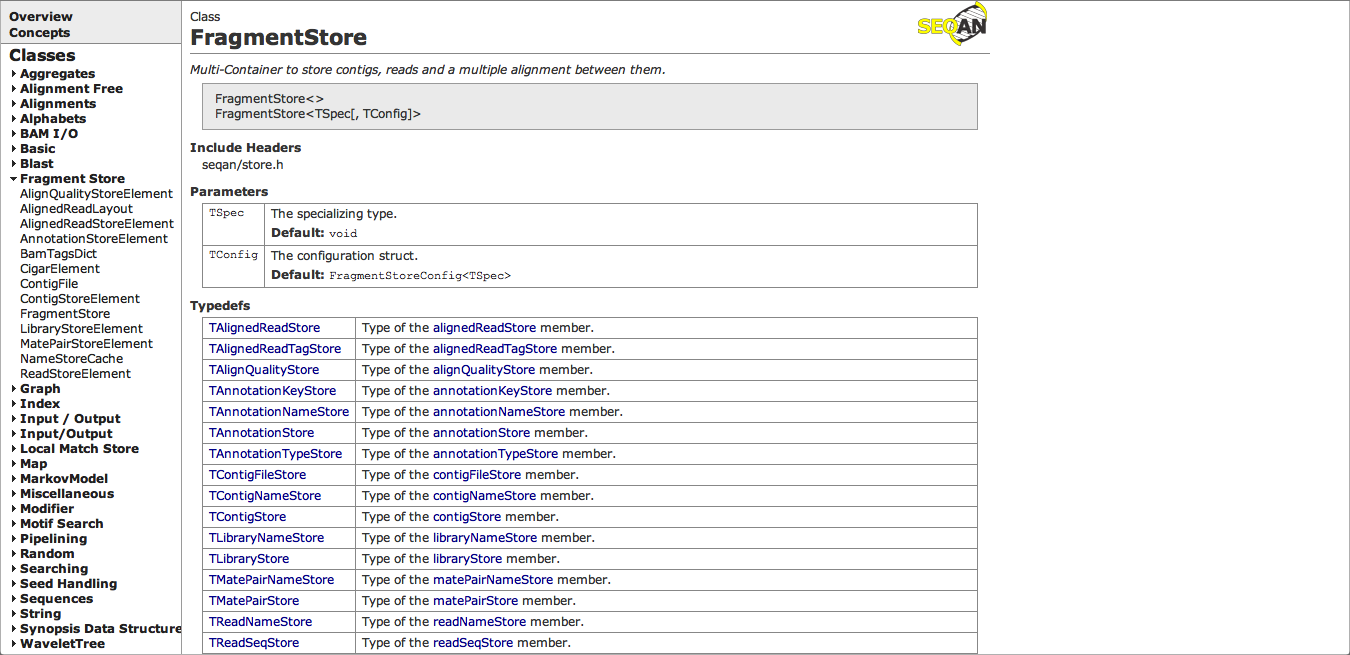 Overview
Concepts
Classes
Aggregates
Alignment Free
Alignments
Alphabets
BAM I/O
Basic
Blast
Fragment Store
AlignQualityStoreElement
AlignedReadLayout
AlignedReadStoreElement
AnnotationStoreElement
BamTagsDict
CigarElement
ContigFile
ContigStoreElement
FragmentStore
LibraryStoreElement
MatePairStoreElement
NameStoreCache
ReadStoreElement
Graph
Index
Input / Output
Input/Output
Local Match Store
Map
MarkovModel
Miscellaneous
Modifier
Motif Search
Pipelining
Random
Searching
Seed Handling
Sequences
String
Synopsis Data Structure
WaveletTree
Class
FragmentStore
SEQAN
Multi-Container to store contigs, reads and a multiple alignment between them.
FragmentStore<>
FragmentStore<TSpec[, TConfig]>
Include Headers
seqan/store.h
Parameters
TSpec The specializing type.
Default: void
TConfig The configuration struct.
Default: FragmentStoreConfig<TSpec>
Typedefs
TAlignedReadStore Type of the alignedReadStore member.
TAlignedReadTagStore Type of the alignedReadTagStore member.
TAlignQualityStore Type of the alignQualityStore member.
TAnnotationKeyStore Type of the annotationKeyStore member.
TAnnotationNameStore Type of the annotationNameStore member.
TAnnotationStore Type of the annotationStore member.
TAnnotationTypeStore Type of the annotationTypeStore member.
TContigFileStore Type of the contigFileStore member.
TContigNameStore Type of the contigNameStore member.
TContigStore Type of the contigStore member.
TLibraryNameStore Type of the libraryNameStore member.
TLibraryStore Type of the libraryStore member.
TMatePairNameStore Type of the matePairNameStore member.
TMatePairStore Type of the matePairStore member.
TReadNameStore Type of the readNameStore member.
TReadSeqStore Type of the readSeqStore member.